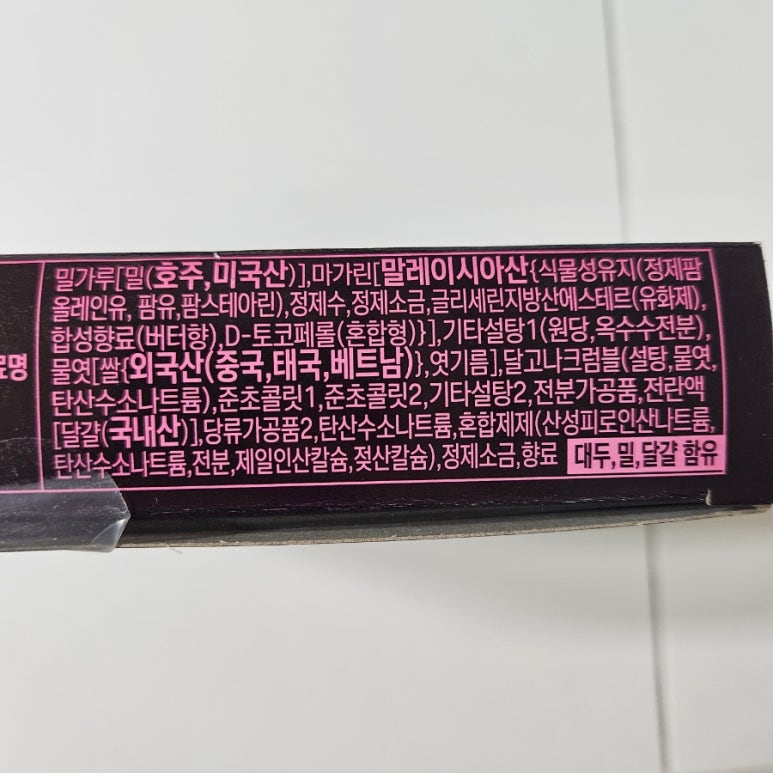 밀가루[밀(호주,미국산)],마가린[말레이시아산{식물성유지(정제팜
올레인유, 팜유,팜스테아린),정제수,정제소금,글리세린지방산에스테르(유화제),
합성향료(버터향),D-토코페롤(혼합형)}],기타설탕1(원당,옥수수전분),
료명
물엿[쌀{외국산(중국,태국,베트남)},엿기름],달고나크럼블(설탕,물엿,
탄산수소나트륨),준초콜릿1,준초콜릿2,기타설탕2,전분가공품,전란액
[달걀(국내산)],당류가공품2,탄산수소나트륨,혼합제제(산성피로인산나트륨,
탄산수소나트륨,전분,제일인산칼슘,젖산칼슘),정제소금,향료 대두,밀,달걀 함유